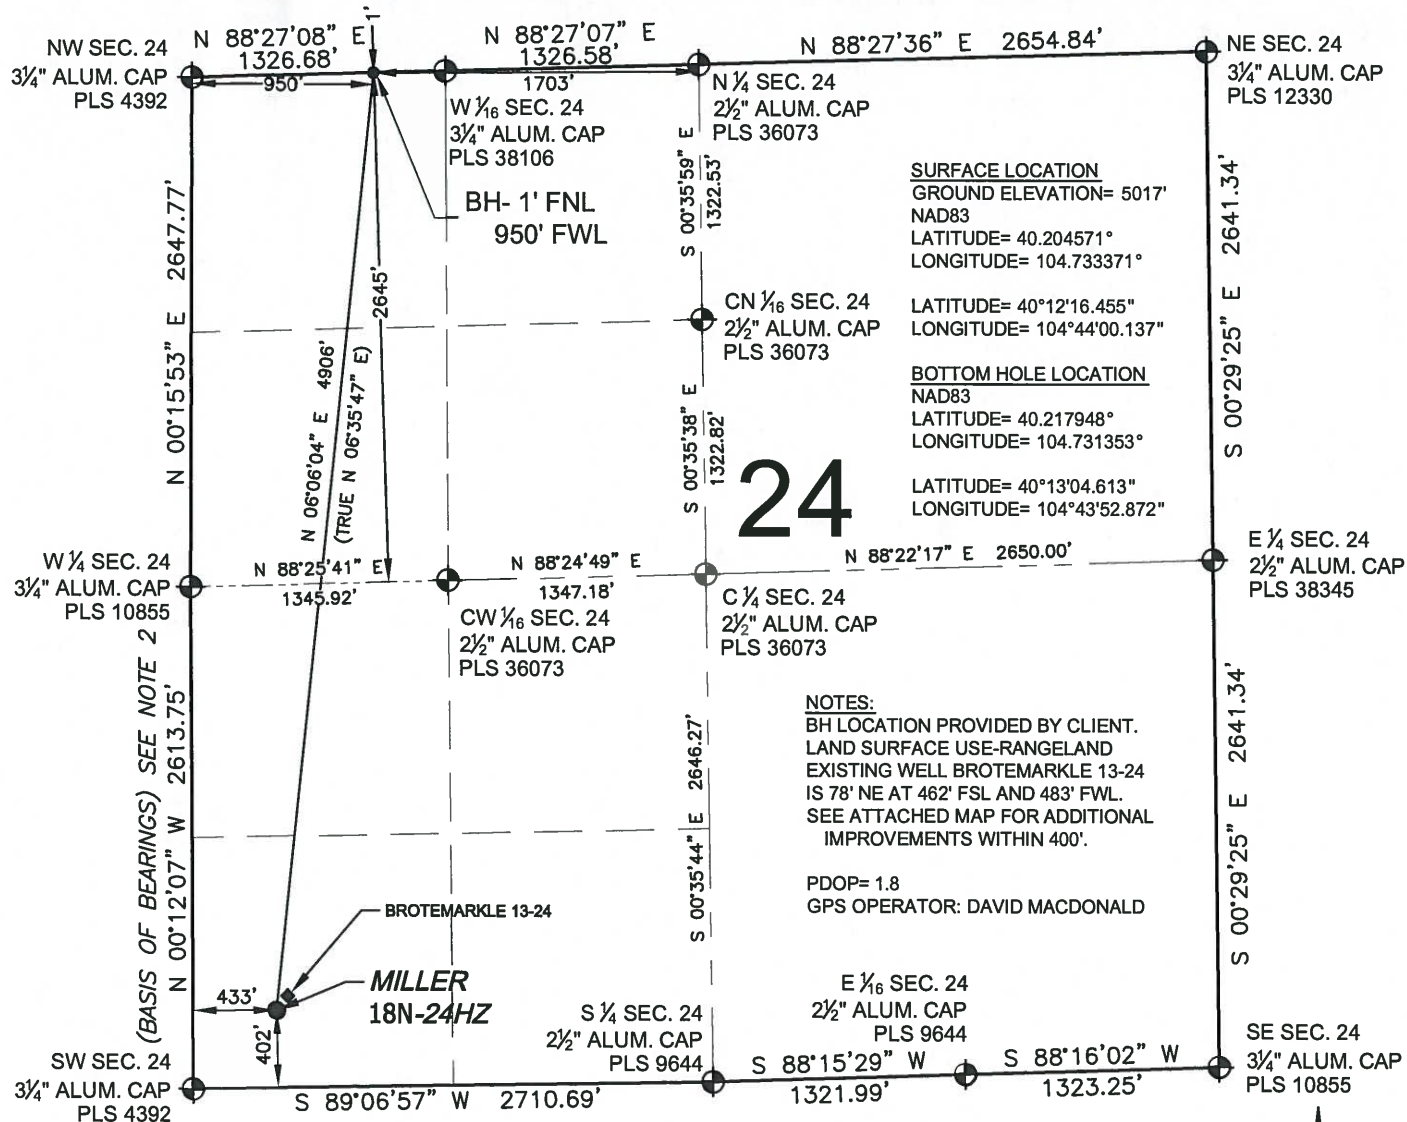 N 88°27'08" E
1326.68'
1'
N 88°27'07" E
1326.58'
N 88°27'36" E 2654.84'
NW SEC. 24
3¼" ALUM. CAP
PLS 4392
950'
1703'
NE SEC. 24
3¼" ALUM. CAP
PLS 12330
W 1/16 SEC. 24
3¼" ALUM. CAP
PLS 38106
N ¼ SEC. 24
2½" ALUM. CAP
PLS 36073
BH- 1' FNL
950' FWL
N 00°15'53" E 2647.77'
S 00°35'59" E
1322.53'
SURFACE LOCATION
GROUND ELEVATION= 5017'
NAD83
LATITUDE= 40.204571°
LONGITUDE= 104.733371°
LATITUDE= 40°12'16.455"
LONGITUDE= 104°44'00.137"
BOTTOM HOLE LOCATION
NAD83
LATITUDE= 40.217948°
LONGITUDE= 104.731353°
LATITUDE= 40°13'04.613"
LONGITUDE= 104°43'52.872"
S 00°29'25" E 2641.34'
2645'
N 06°06'04" E 4906'
(TRUE N 06°35'47" E)
CN 1/16 SEC. 24
2½" ALUM. CAP
PLS 36073
S 00°35'38" E
1322.82'
24
W ¼ SEC. 24
3¼" ALUM. CAP
PLS 10855
N 88°25'41" E
1345.92'
N 88°24'49" E
1347.18'
N 88°22'17" E 2650.00'
E ¼ SEC. 24
2½" ALUM. CAP
PLS 38345
CW 1/16 SEC. 24
2½" ALUM. CAP
PLS 36073
C ¼ SEC. 24
2½" ALUM. CAP
PLS 36073
(BASIS OF BEARINGS) SEE NOTE 2
N 00°12'07" W 2613.75'
S 00°35'44" E 2646.27'
NOTES:
BH LOCATION PROVIDED BY CLIENT.
LAND SURFACE USE-RANGELAND
EXISTING WELL BROTEMARKLE 13-24
IS 78' NE AT 462' FSL AND 483' FWL.
SEE ATTACHED MAP FOR ADDITIONAL
IMPROVEMENTS WITHIN 400'.
PDOP= 1.8
GPS OPERATOR: DAVID MACDONALD
S 00°29'25" E 2641.34'
BROTEMARKLE 13-24
MILLER
18N-24HZ
433'
402'
SW SEC. 24
3¼" ALUM. CAP
PLS 4392
S 89°06'57" W 2710.69'
S ¼ SEC. 24
2½" ALUM. CAP
PLS 9644
E 1/16 SEC. 24
2½" ALUM. CAP
PLS 9644
S 88°15'29" W
1321.99'
S 88°16'02" W
1323.25'
SE SEC. 24
3¼" ALUM. CAP
PLS 10855